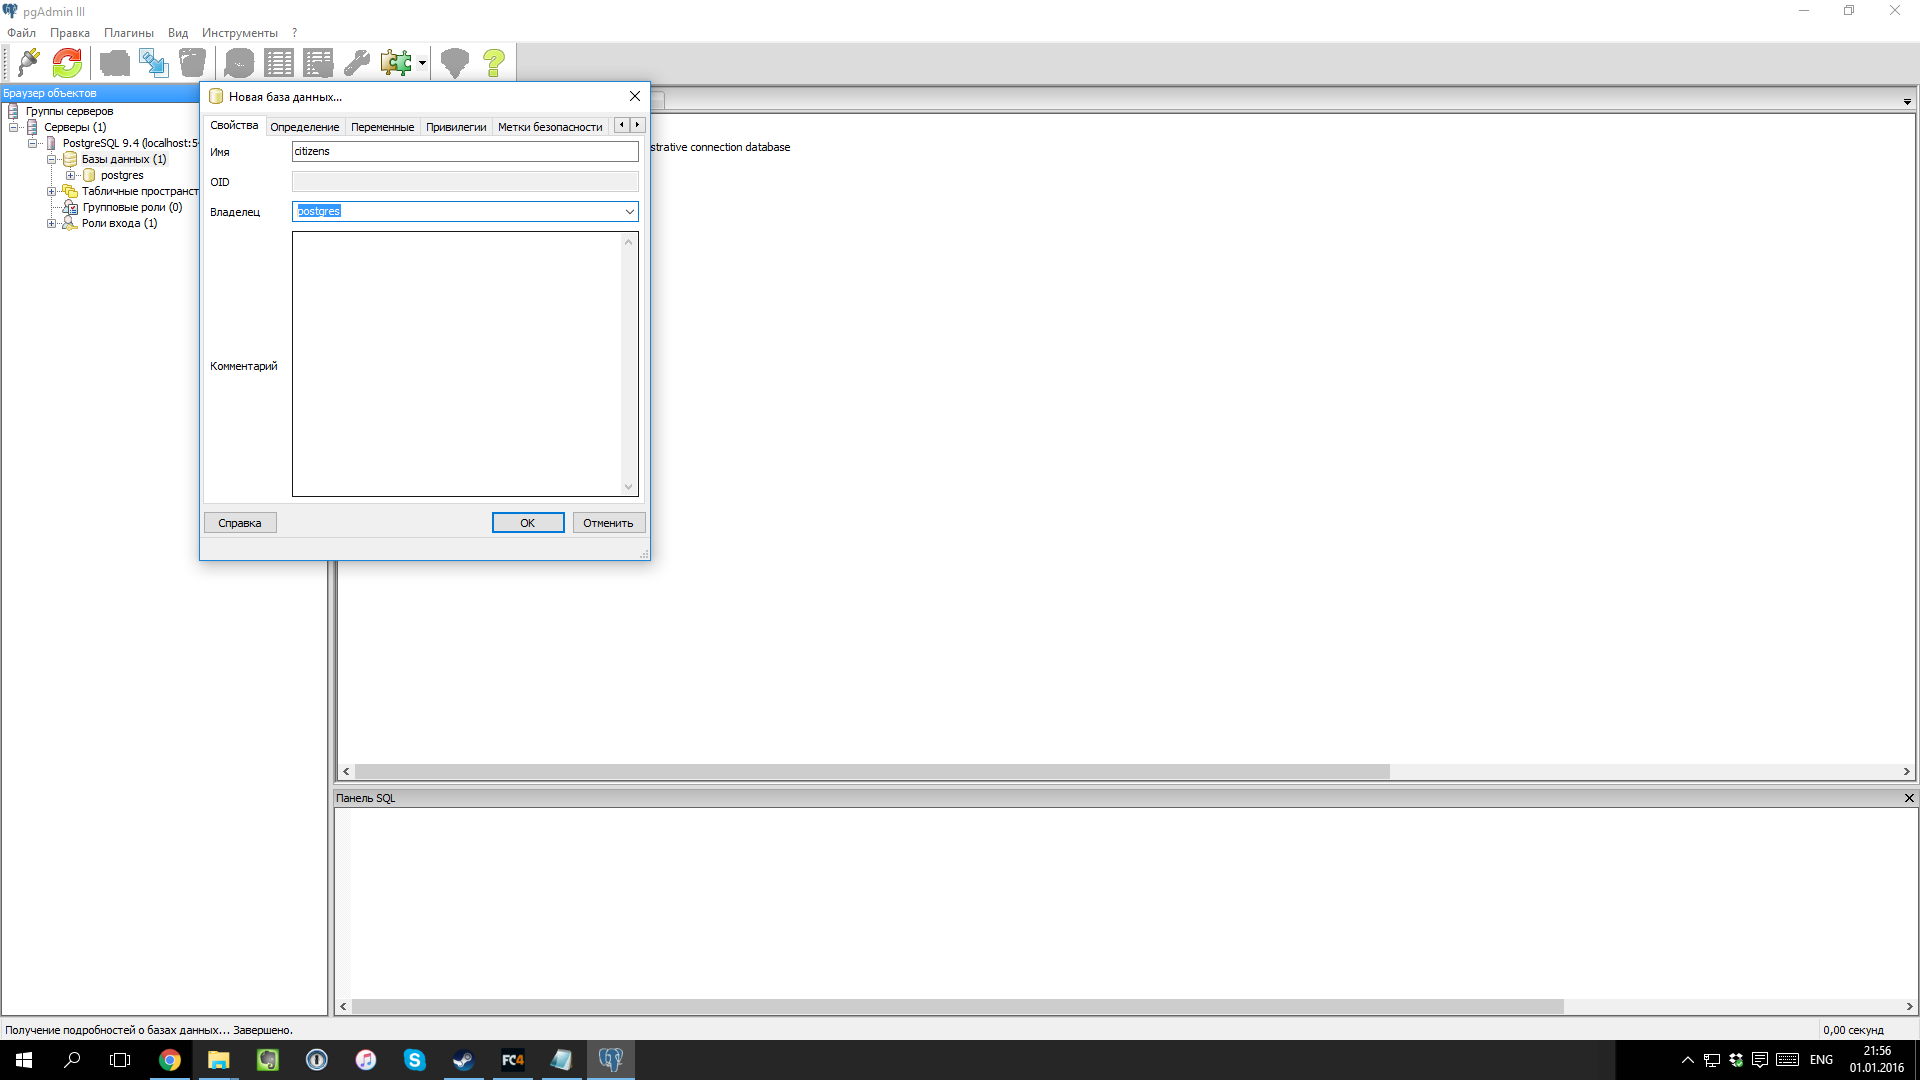 pgAdmin III
Файл Правка Плагины Вид Инструменты ?
Браузер объектов
Группы серверов
Серверы (1)
PostgreSQL 9.4 (localhost:5
Базы данных (1)
postgres
Табличные пространст
Групповые роли (0)
Роли входа (1)
Новая база данных...
Свойства Определение Переменные Привилегии Метки безопасности
Имя citizens
OID
Владелец postgres
Комментарий
Справка OK Отменить
strative connection database
Панель SQL
Получение подробностей о базах данных... Завершено.
0,00 секунд
FC4
ENG
21:56
01.01.2016